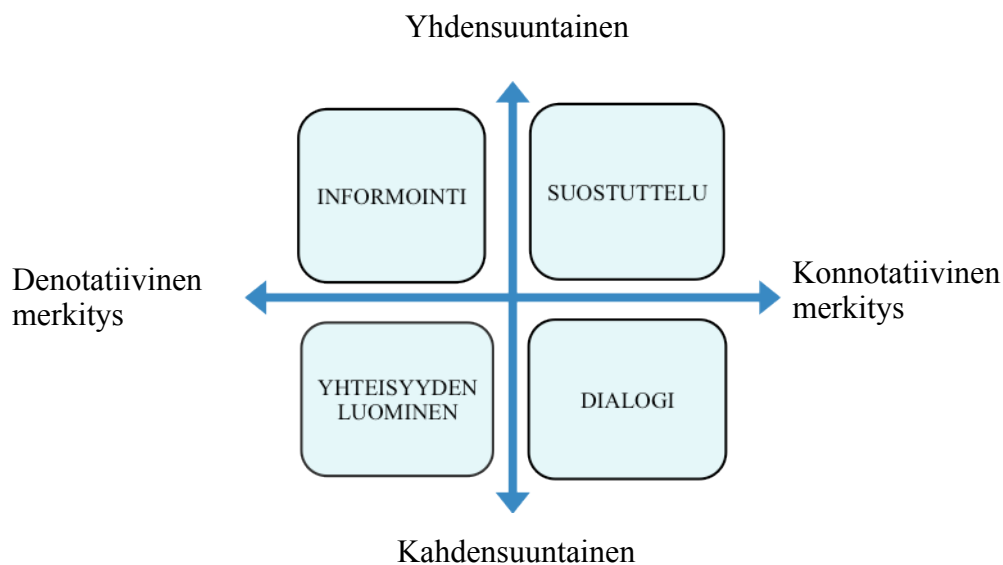 Yhdensuuntainen
INFORMOINTI
SUOSTUTTELU
Denotatiivinen
merkitys
Konnotatiivinen
merkitys
YHTEISYYDEN
LUOMINEN
DIALOGI
Kahdensuuntainen